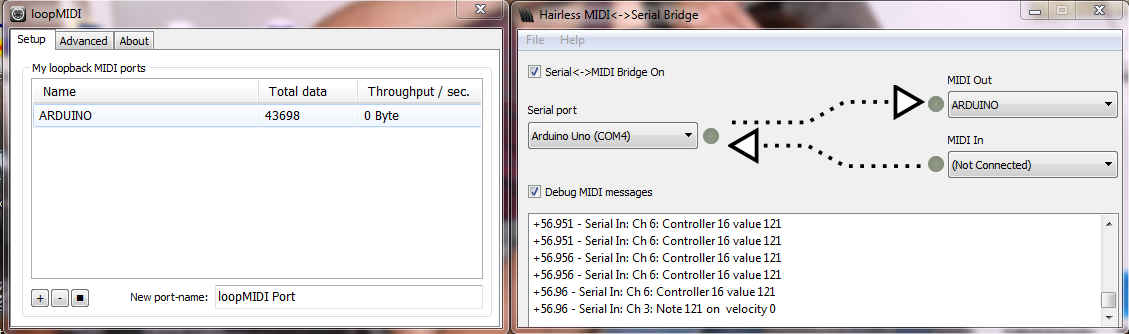 loopMIDI
Setup Advanced About
My loopback MIDI ports
Name Total data Throughput / sec.
ARDUINO 43698 0 Byte
+ - ■ New port-name: loopMIDI Port
Hairless MIDI<->Serial Bridge
File Help
Serial<->MIDI Bridge On
MIDI Out
ARDUINO
Serial port
Arduino Uno (COM4)
MIDI In
(Not Connected)
Debug MIDI messages
+56.951 - Serial In: Ch 6: Controller 16 value 121
+56.951 - Serial In: Ch 6: Controller 16 value 121
+56.956 - Serial In: Ch 6: Controller 16 value 121
+56.956 - Serial In: Ch 6: Controller 16 value 121
+56.96 - Serial In: Ch 6: Controller 16 value 121
+56.96 - Serial In: Ch 3: Note 121 on  velocity 0